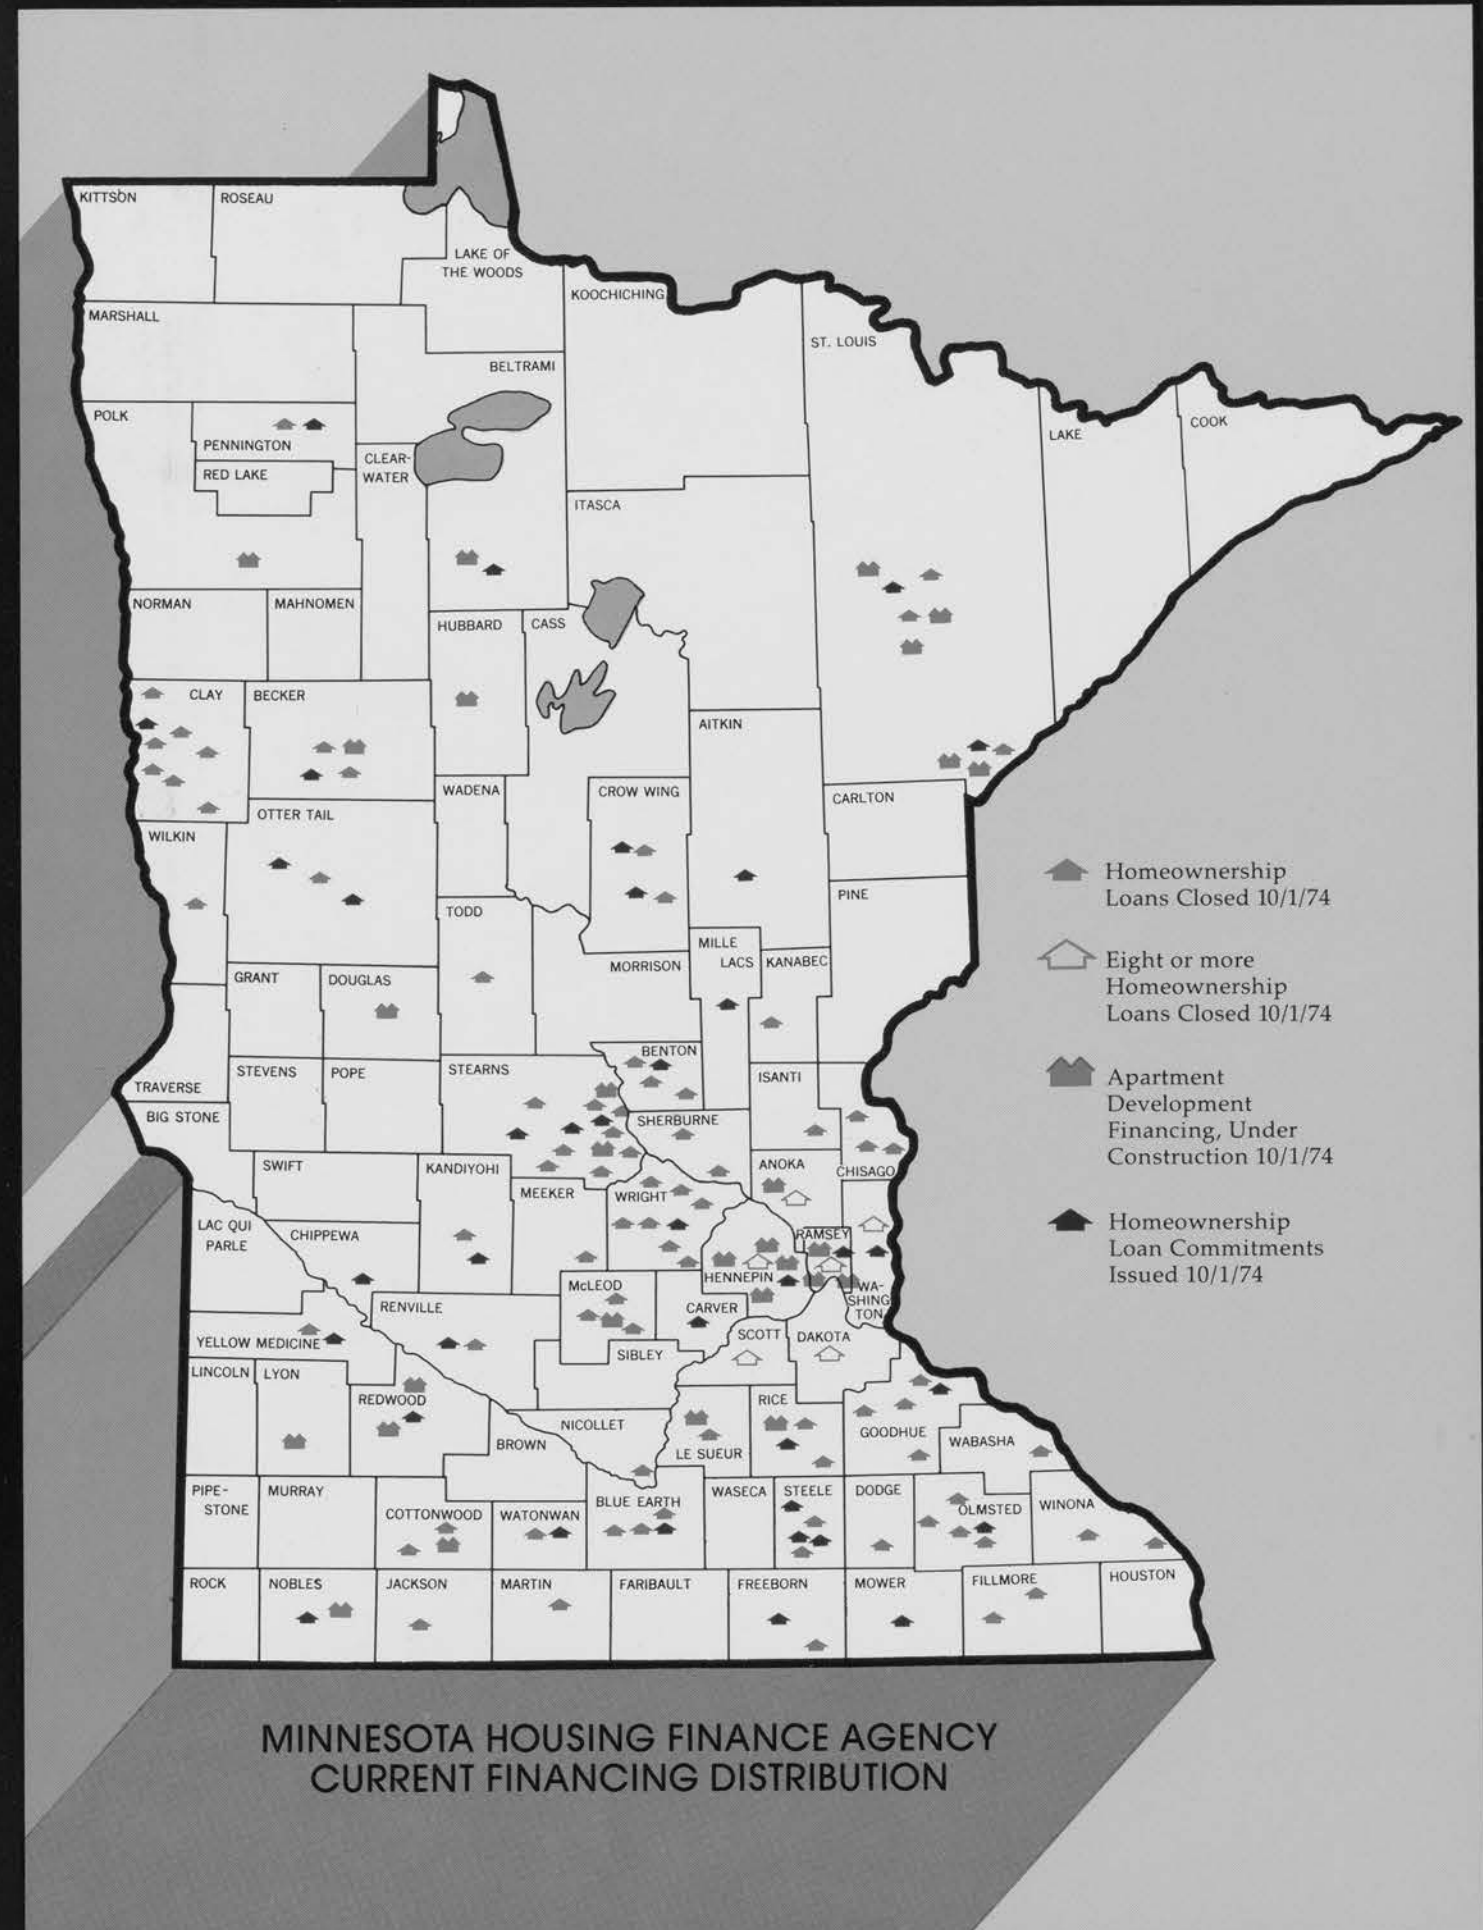 KITTSON
ROSEAU
LAKE OF
THE WOODS
KOOCHICHING
MARSHALL
ST. LOUIS
BELTRAMI
POLK
PENNINGTON
RED LAKE
CLEAR-
WATER
LAKE
COOK
ITASCA
NORMAN
MAHNOMEN
HUBBARD
CASS
CLAY
BECKER
AITKIN
WADENA
CROW WING
CARLTON
OTTER TAIL
WILKIN
TODD
PINE
MILLE
LACS
KANABEC
MORRISON
GRANT
DOUGLAS
BENTON
STEVENS
POPE
STEARNS
ISANTI
TRAVERSE
BIG STONE
SHERBURNE
SWIFT
KANDIYOHI
MEEKER
WRIGHT
ANOKA
CHISAGO
LAC QUI
PARLE
CHIPPEWA
RAMSEY
HENNEPIN
WA-
SHING
TON
McLEOD
RENVILLE
CARVER
YELLOW MEDICINE
SIBLEY
SCOTT
DAKOTA
LINCOLN
LYON
REDWOOD
NICOLLET
BROWN
LE SUEUR
RICE
GOODHUE
WABASHA
PIPE-
STONE
MURRAY
COTTONWOOD
WATONWAN
BLUE EARTH
WASECA
STEELE
DODGE
OLMSTED
WINONA
ROCK
NOBLES
JACKSON
MARTIN
FARIBAULT
FREEBORN
MOWER
FILLMORE
HOUSTON
Homeownership
Loans Closed 10/1/74
Eight or more
Homeownership
Loans Closed 10/1/74
Apartment
Development
Financing, Under
Construction 10/1/74
Homeownership
Loan Commitments
Issued 10/1/74
MINNESOTA HOUSING FINANCE AGENCY
CURRENT FINANCING DISTRIBUTION